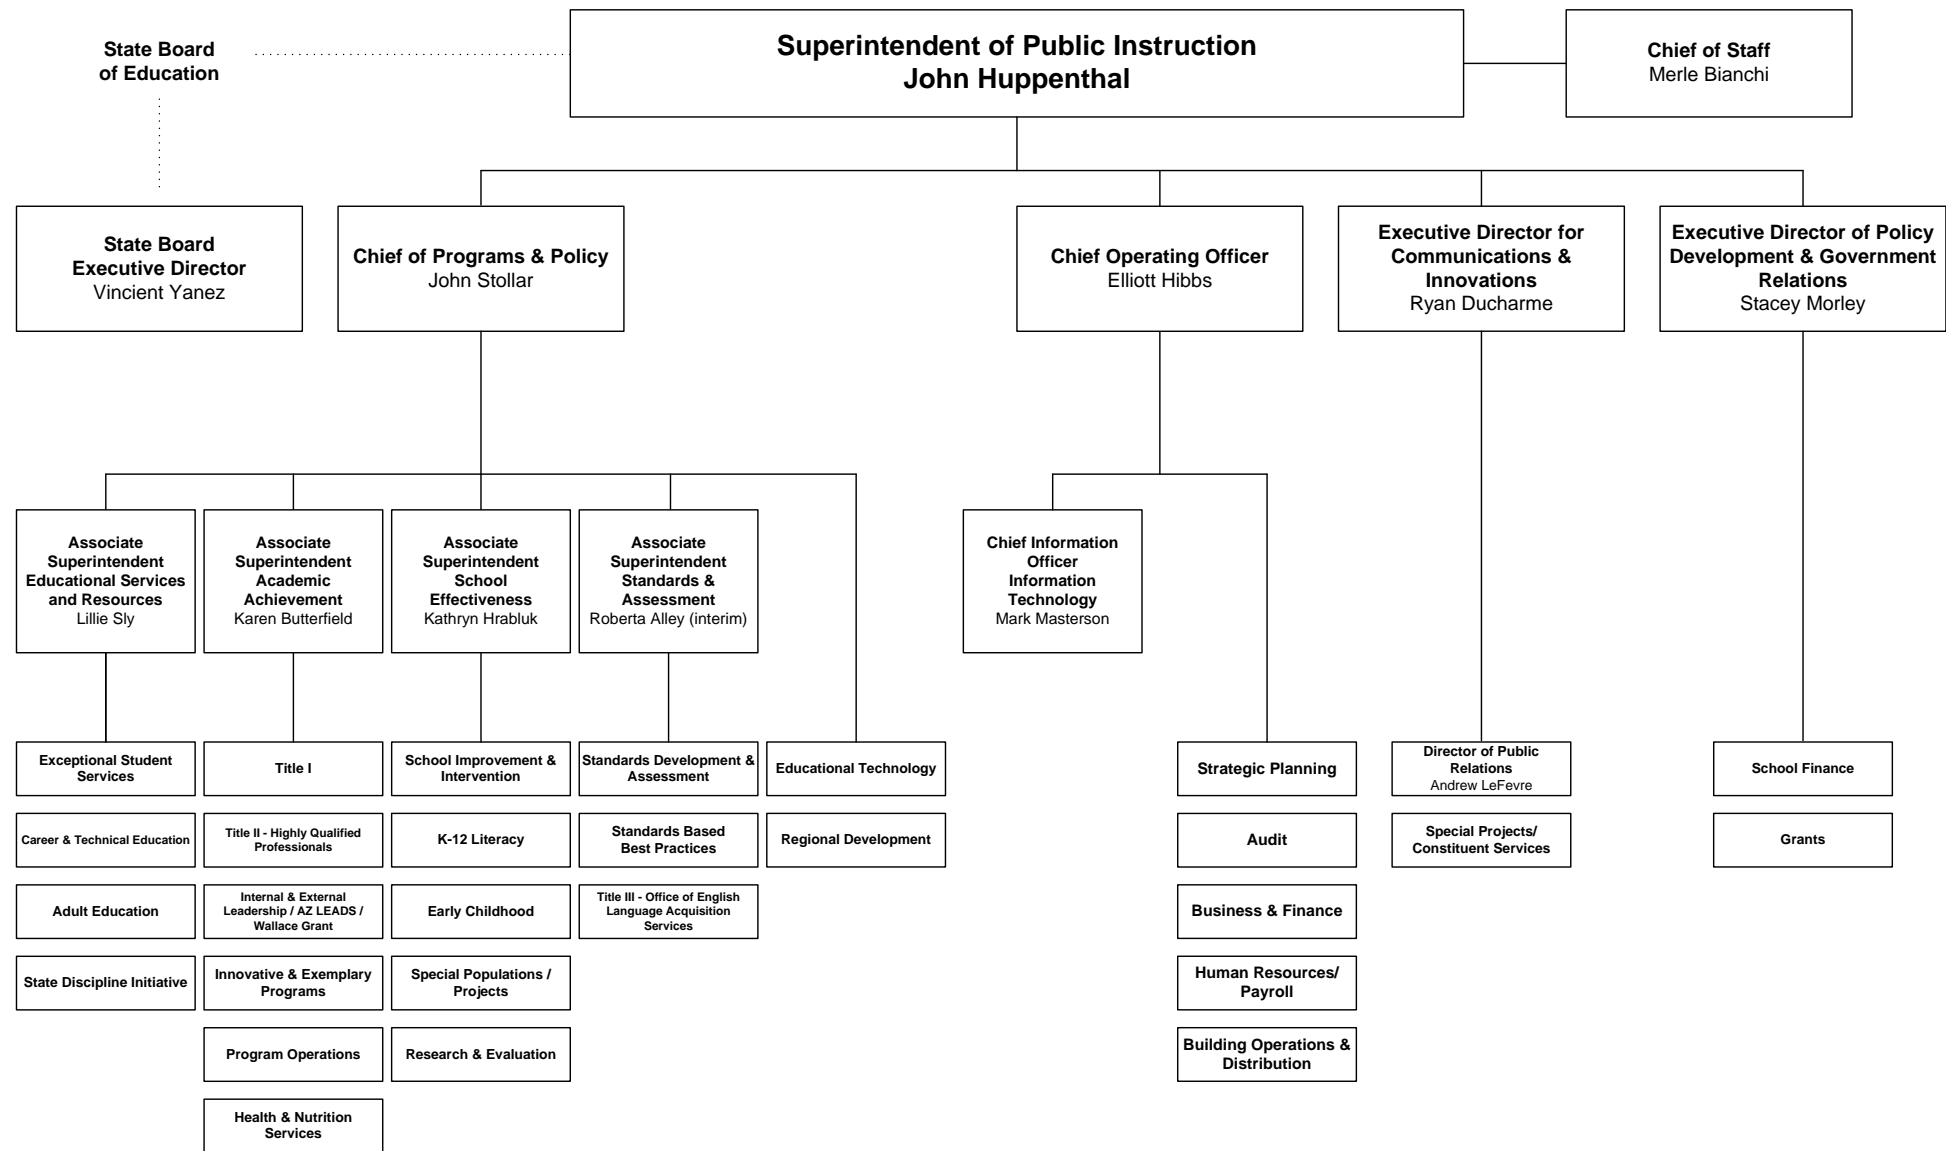 State Board
of Education
Superintendent of Public Instruction
John Huppenthal
Chief of Staff
Merle Bianchi
State Board
Executive Director
Vincient Yanez
Chief of Programs & Policy
John Stollar
Chief Operating Officer
Elliott Hibbs
Executive Director for
Communications &
Innovations
Ryan Ducharme
Executive Director of Policy
Development & Government
Relations
Stacey Morley
Associate
Superintendent
Educational Services
and Resources
Lillie Sly
Associate
Superintendent
Academic
Achievement
Karen Butterfield
Associate
Superintendent
School
Effectiveness
Kathryn Hrabluk
Associate
Superintendent
Standards &
Assessment
Roberta Alley (interim)
Chief Information
Officer
Information
Technology
Mark Masterson
Exceptional Student
Services
Career & Technical Education
Adult Education
State Discipline Initiative
Title I
Title II - Highly Qualified
Professionals
Internal & External
Leadership / AZ LEADS /
Wallace Grant
Innovative & Exemplary
Programs
Program Operations
Health & Nutrition
Services
School Improvement &
Intervention
K-12 Literacy
Early Childhood
Special Populations /
Projects
Research & Evaluation
Standards Development &
Assessment
Standards Based
Best Practices
Title III - Office of English
Language Acquisition
Services
Educational Technology
Regional Development
Strategic Planning
Audit
Business & Finance
Human Resources/
Payroll
Building Operations &
Distribution
Director of Public
Relations
Andrew LeFevre
Special Projects/
Constituent Services
School Finance
Grants